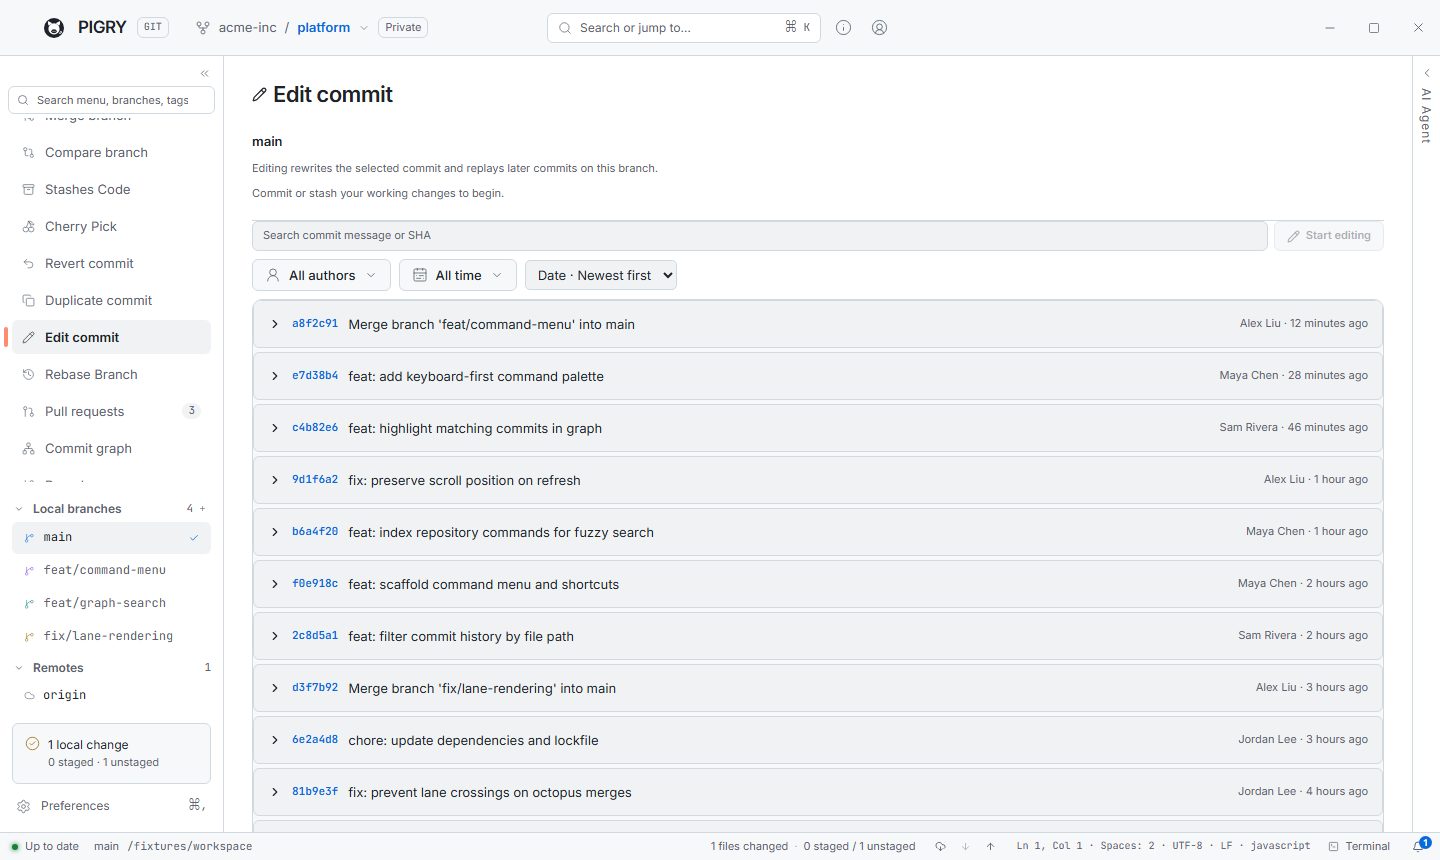 PIGRY GIT acme-inc / platform Private Search or jump to... ⌘ K
Search menu, branches, tags
Merge branch
Compare branch
Stashes Code
Cherry Pick
Revert commit
Duplicate commit
Edit commit
Rebase Branch
Pull requests 3
Commit graph
Local branches 4 +
main
feat/command-menu
feat/graph-search
fix/lane-rendering
Remotes 1
origin
1 local change
0 staged · 1 unstaged
Preferences ⌘,
Edit commit
main
Editing rewrites the selected commit and replays later commits on this branch.
Commit or stash your working changes to begin.
Search commit message or SHA Start editing
All authors All time Date · Newest first
a8f2c91 Merge branch 'feat/command-menu' into main Alex Liu · 12 minutes ago
e7d38b4 feat: add keyboard-first command palette Maya Chen · 28 minutes ago
c4b82e6 feat: highlight matching commits in graph Sam Rivera · 46 minutes ago
9d1f6a2 fix: preserve scroll position on refresh Alex Liu · 1 hour ago
b6a4f20 feat: index repository commands for fuzzy search Maya Chen · 1 hour ago
f0e918c feat: scaffold command menu and shortcuts Maya Chen · 2 hours ago
2c8d5a1 feat: filter commit history by file path Sam Rivera · 2 hours ago
d3f7b92 Merge branch 'fix/lane-rendering' into main Alex Liu · 3 hours ago
6e2a4d8 chore: update dependencies and lockfile Jordan Lee · 3 hours ago
81b9e3f fix: prevent lane crossings on octopus merges Jordan Lee · 4 hours ago
AI Agent
Up to date main /fixtures/workspace 1 files changed · 0 staged / 1 unstaged Ln 1, Col 1 · Spaces: 2 · UTF-8 · LF · javascript Terminal 1